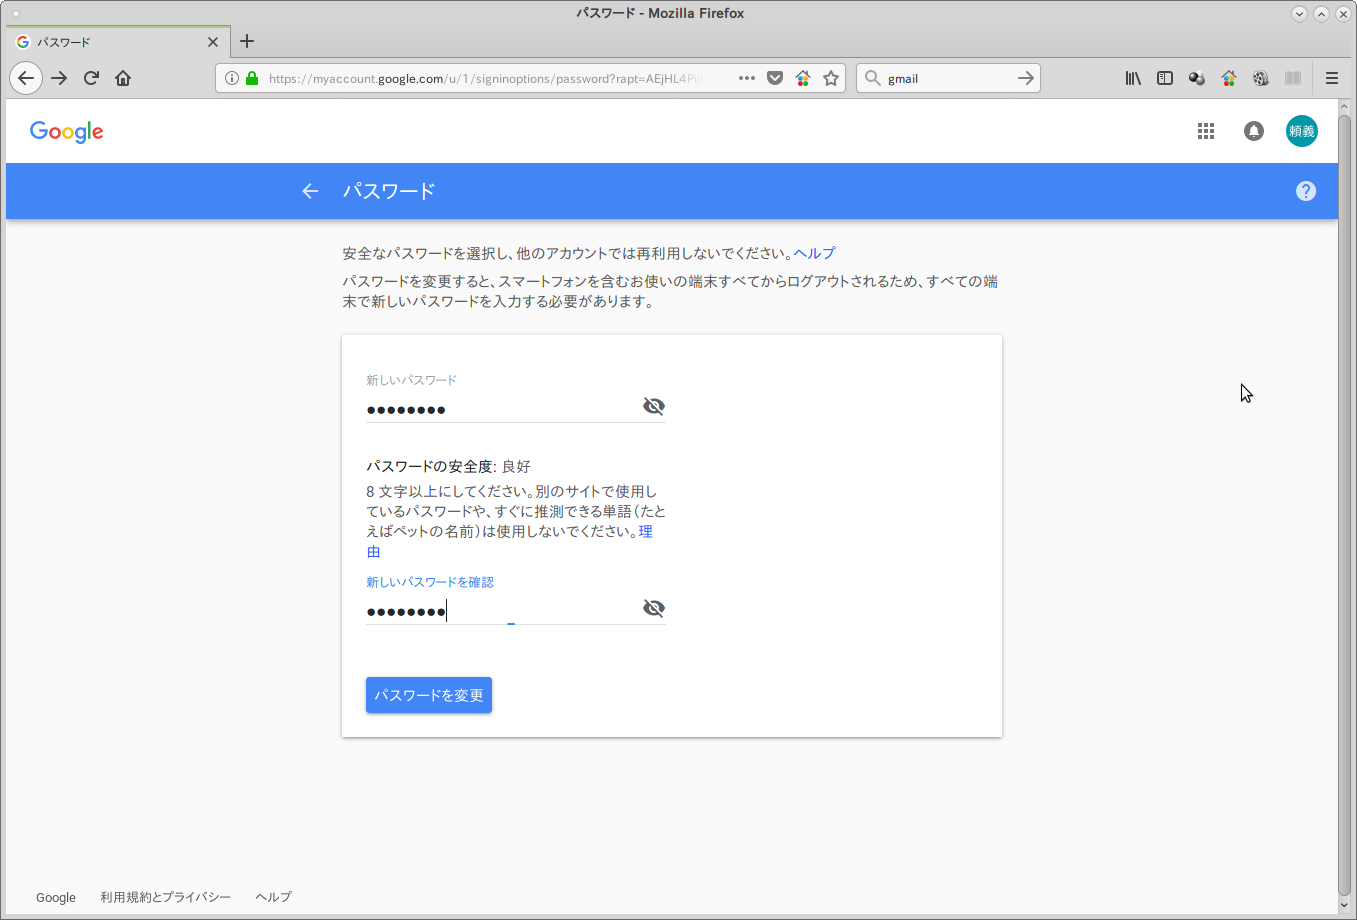 パスワード - Mozilla Firefox
パスワード
https://myaccount.google.com/u/1/signinoptions/password?rapt=AEjHL4P
gmail
Google
頼義
パスワード
安全なパスワードを選択し、他のアカウントでは再利用しないでください。ヘルプ
パスワードを変更すると、スマートフォンを含むお使いの端末すべてからログアウトされるため、すべての端
末で新しいパスワードを入力する必要があります。
新しいパスワード
パスワードの安全度: 良好
8 文字以上にしてください。別のサイトで使用し
ているパスワードや、すぐに推測できる単語（たと
えばペットの名前）は使用しないでください。理
由
新しいパスワードを確認
パスワードを変更
Google 利用規約とプライバシー ヘルプ